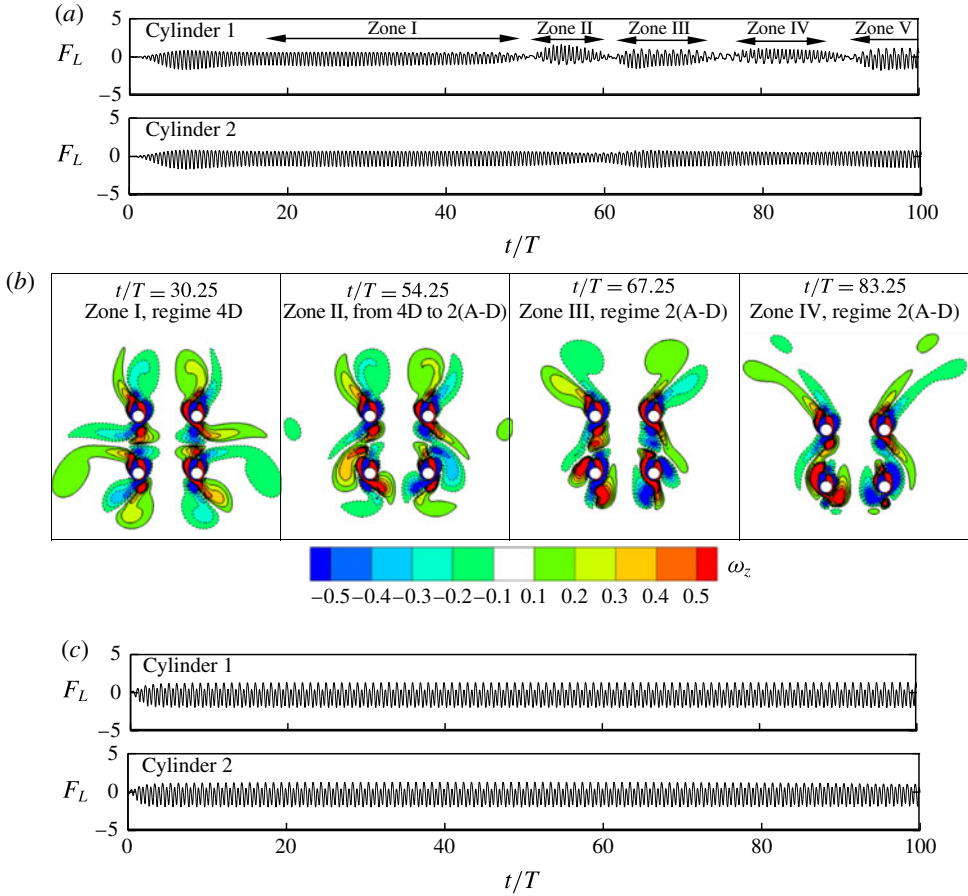 (a)
5
Cylinder 1
Zone I
Zone II
Zone III
Zone IV
Zone V
F_L
0
−5
5
Cylinder 2
F_L
0
−5
0
20
40
60
80
100
t/T
(b)
t/T = 30.25
Zone I, regime 4D
t/T = 54.25
Zone II, from 4D to 2(A-D)
t/T = 67.25
Zone III, regime 2(A-D)
t/T = 83.25
Zone IV, regime 2(A-D)
ω_z
−0.5 −0.4 −0.3 −0.2 −0.1 0.1 0.2 0.3 0.4 0.5
(c)
5
Cylinder 1
F_L
0
−5
5
Cylinder 2
F_L
0
−5
0
20
40
60
80
100
t/T